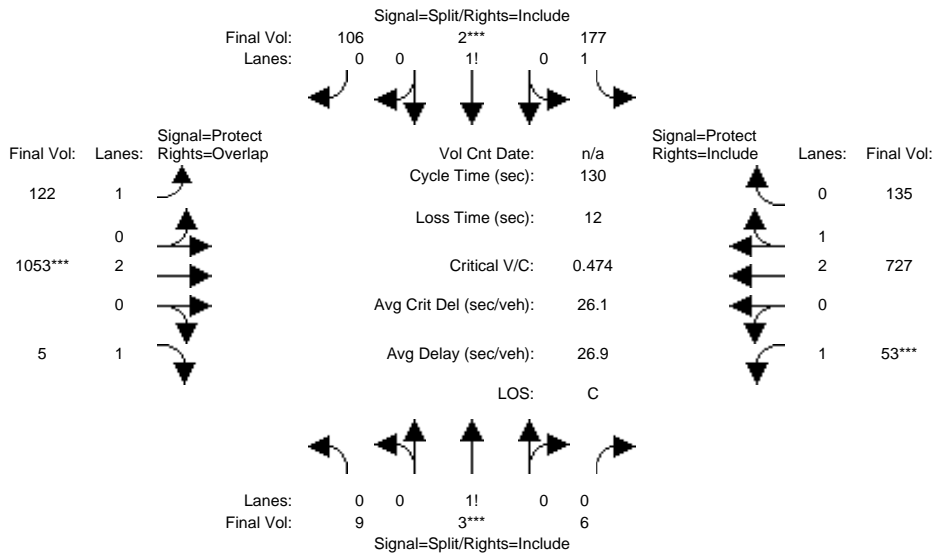 Signal=Split/Rights=Include
Final Vol: 106 2*** 177
Lanes: 0 0 1! 0 1
Signal=Protect Signal=Protect
Final Vol: Lanes: Rights=Overlap Vol Cnt Date: n/a Rights=Include Lanes: Final Vol:
Cycle Time (sec): 130
122 1 0 135
Loss Time (sec): 12
0 1
1053*** 2 Critical V/C: 0.474 2 727
0 Avg Crit Del (sec/veh): 26.1 0
5 1 Avg Delay (sec/veh): 26.9 1 53***
LOS: C
Lanes: 0 0 1! 0 0
Final Vol: 9 3*** 6
Signal=Split/Rights=Include